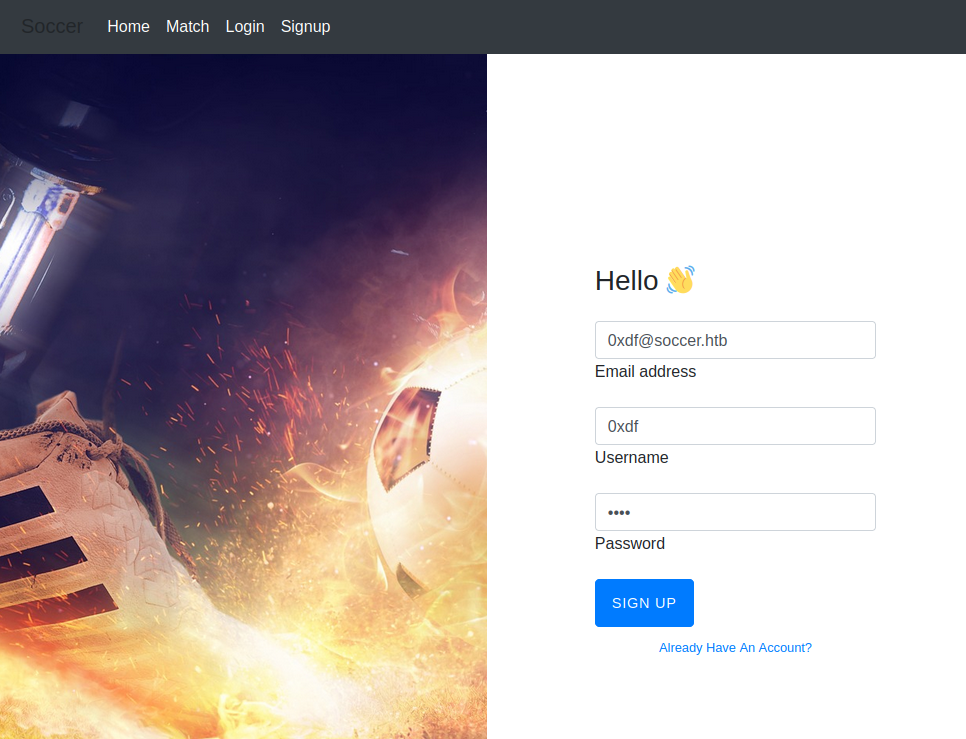 Soccer Home Match Login Signup
Hello 👋
0xdf@soccer.htb
Email address
0xdf
Username
••••
Password
SIGN UP
Already Have An Account?